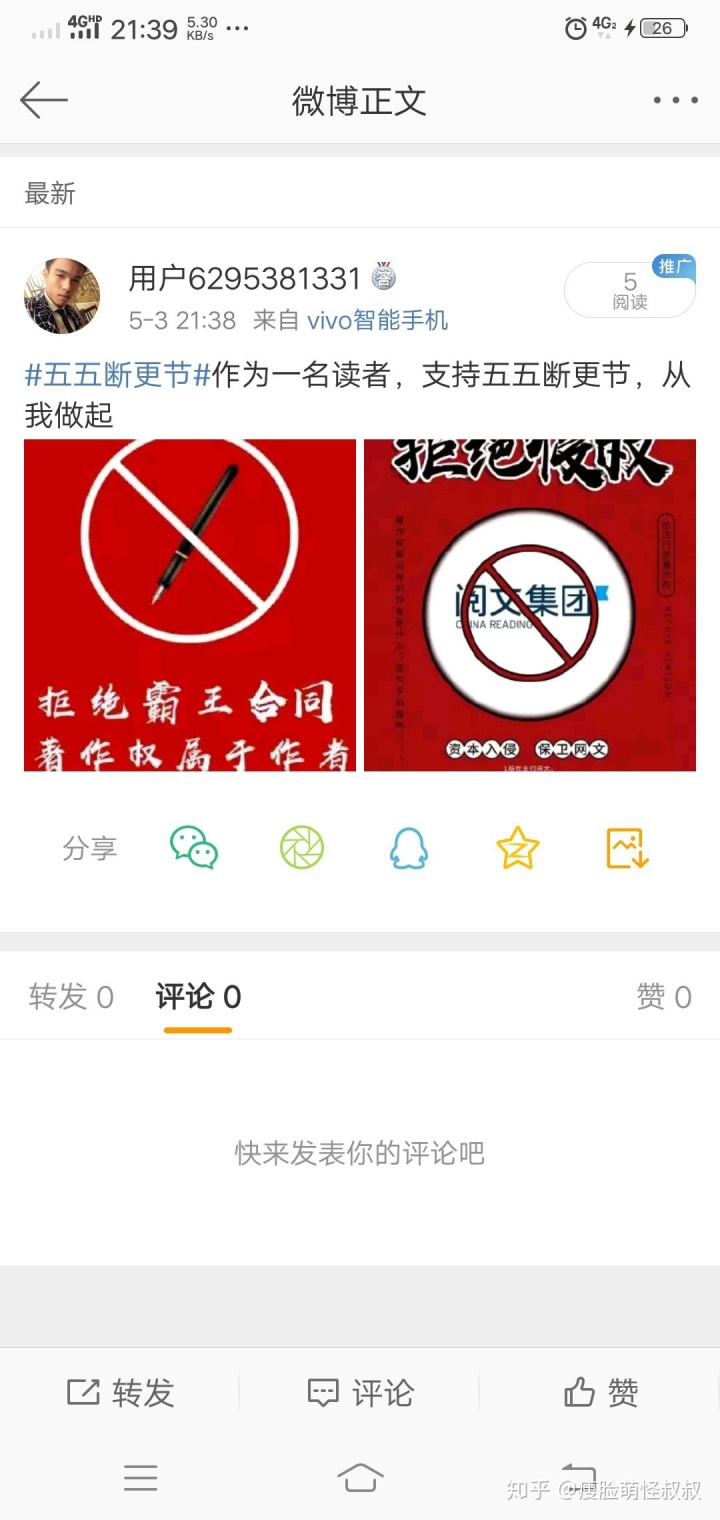 4GHD 21:39 5.30 KB/s ... 4G2 26
微博正文
最新
用户6295381331 答
推广
5
阅读
5-3 21:38 来自 vivo智能手机
#五五断更节#作为一名读者，支持五五断更节，从
我做起
拒绝侵权
阅文集团
CHINA READING
拒绝霸王合同
著作权属于作者
资本入侵 保卫网文
分享
转发 0 评论 0 赞 0
快来发表你的评论吧
转发 评论 赞
知乎 @瘦脸萌怪叔叔